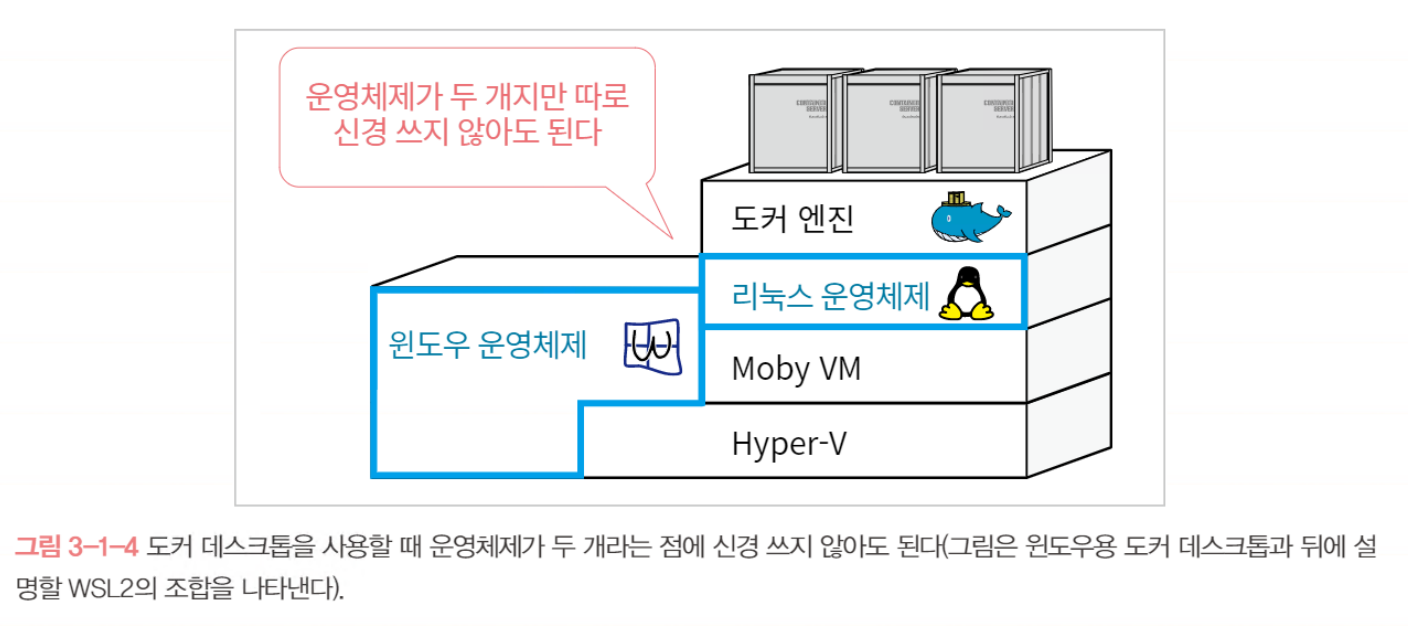 운영체제가 두 개지만 따로
신경 쓰지 않아도 된다
도커 엔진
리눅스 운영체제
윈도우 운영체제
Moby VM
Hyper-V
그림 3-1-4 도커 데스크톱을 사용할 때 운영체제가 두 개라는 점에 신경 쓰지 않아도 된다(그림은 윈도우용 도커 데스크톱과 뒤에 설
명할 WSL2의 조합을 나타낸다).